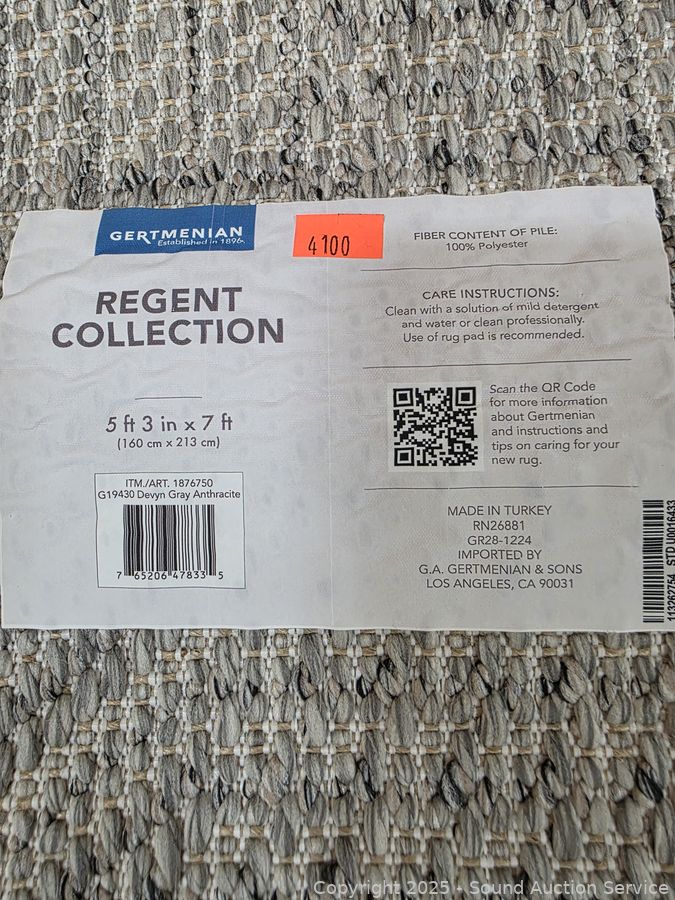 GERTMENIAN
Established in 1896.
4100
REGENT
COLLECTION
5 ft 3 in x 7 ft
(160 cm x 213 cm)
ITM./ART. 1876750
G19430 Devyn Gray Anthracite
7 65206 47833 5
FIBER CONTENT OF PILE:
100% Polyester
CARE INSTRUCTIONS:
Clean with a solution of mild detergent
and water or clean professionally.
Use of rug pad is recommended.
Scan the QR Code
for more information
about Gertmenian
and instructions and
tips on caring for your
new rug.
MADE IN TURKEY
RN26881
GR28-1224
IMPORTED BY
G.A. GERTMENIAN & SONS
LOS ANGELES, CA 90031
113262754 STD U0016433
Copyright 2025 - Sound Auction Service